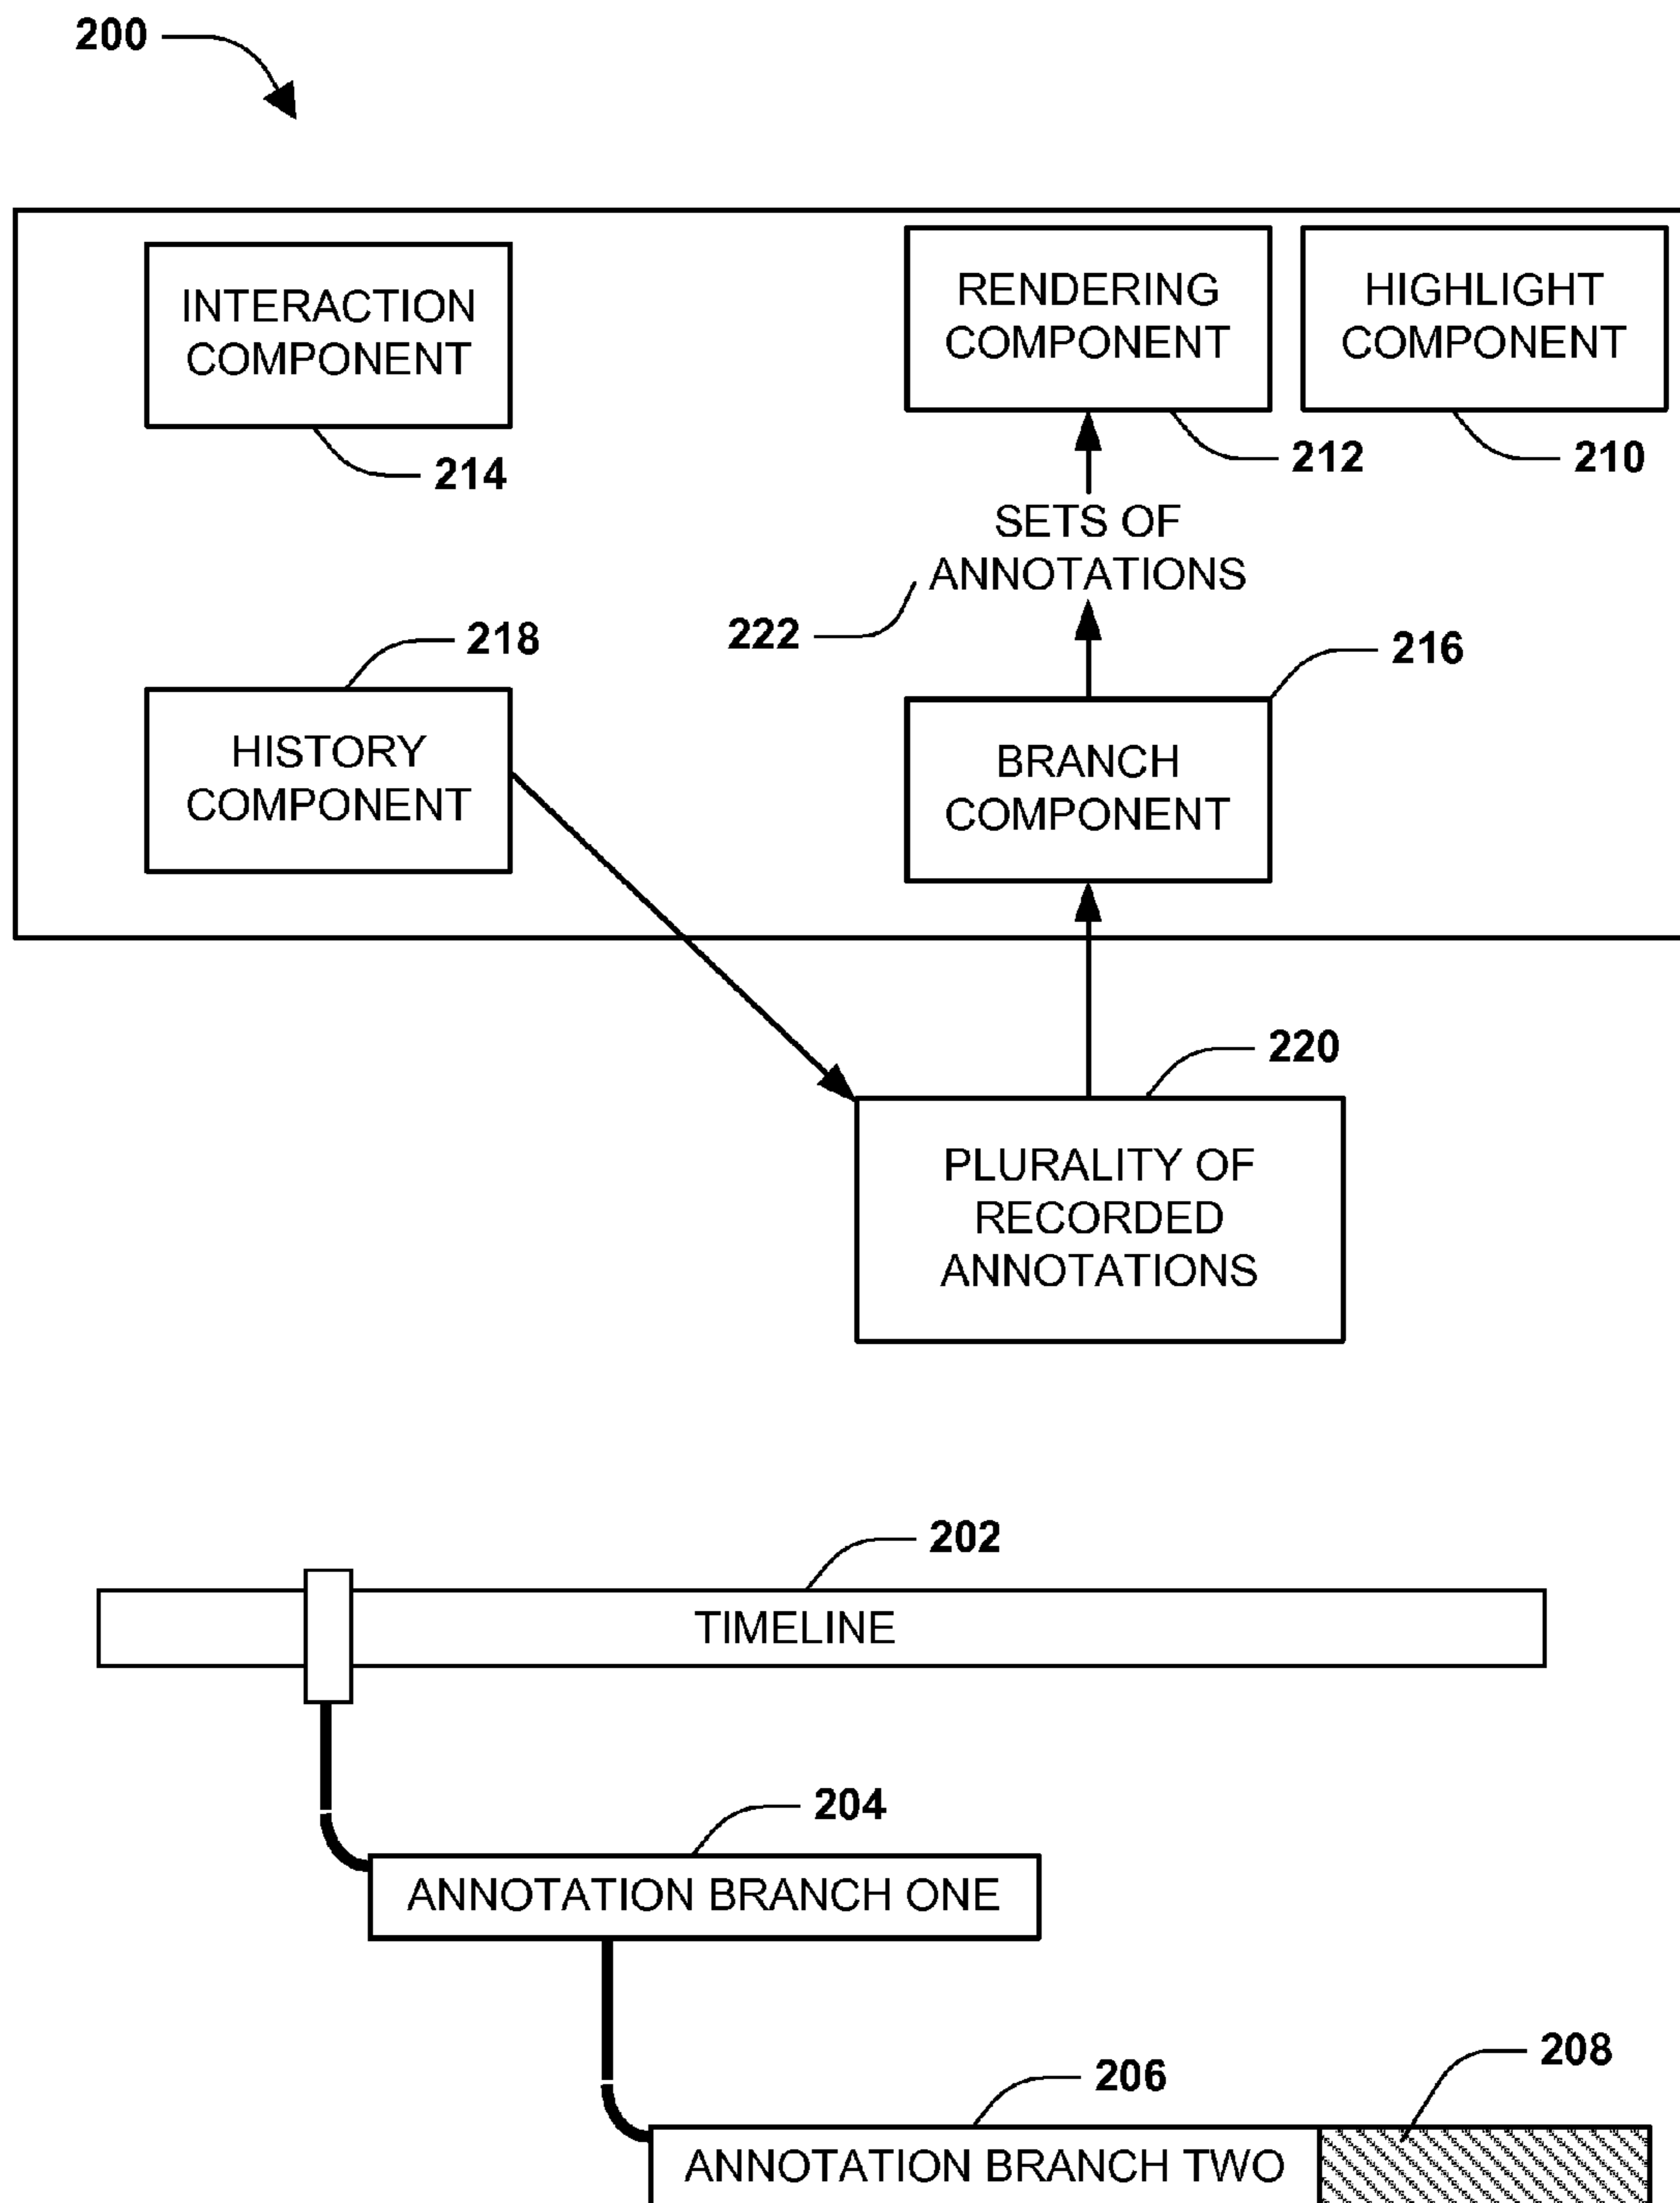 200
INTERACTION
COMPONENT
214
RENDERING
COMPONENT
212
HIGHLIGHT
COMPONENT
210
SETS OF
ANNOTATIONS
222
218
HISTORY
COMPONENT
216
BRANCH
COMPONENT
220
PLURALITY OF
RECORDED
ANNOTATIONS
202
TIMELINE
204
ANNOTATION BRANCH ONE
206
208
ANNOTATION BRANCH TWO